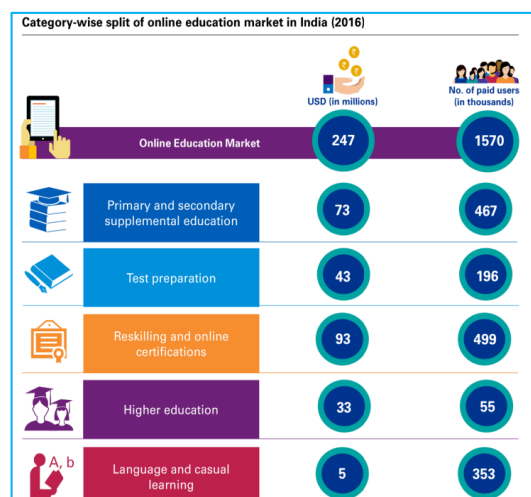 Category-wise split of online education market in India (2016)
USD (in millions)
No. of paid users
(in thousands)
Online Education Market
247
1570
Primary and secondary
supplemental education
73
467
Test preparation
43
196
Reskilling and online
certifications
93
499
Higher education
33
55
A, b
Language and casual
learning
5
353